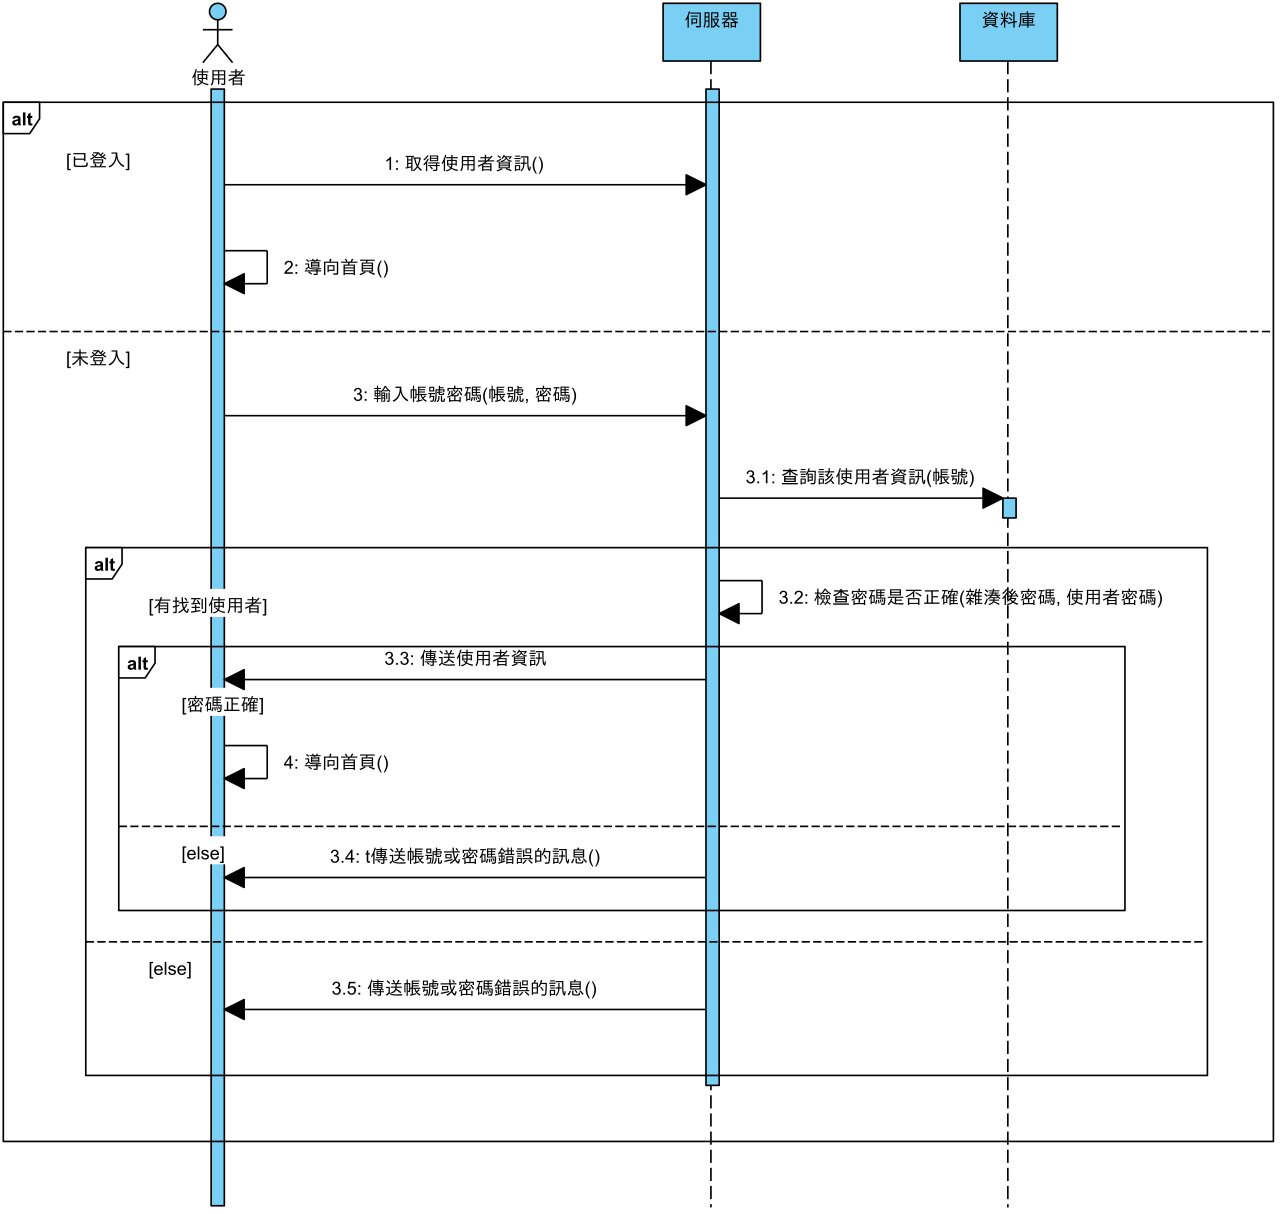 使用者
伺服器
資料庫
alt
[已登入]
1: 取得使用者資訊()
2: 導向首頁()
[未登入]
3: 輸入帳號密碼(帳號, 密碼)
3.1: 查詢該使用者資訊(帳號)
alt
[有找到使用者]
3.2: 檢查密碼是否正確(雜湊後密碼, 使用者密碼)
alt
3.3: 傳送使用者資訊
[密碼正確]
4: 導向首頁()
[else]
3.4: t傳送帳號或密碼錯誤的訊息()
[else]
3.5: 傳送帳號或密碼錯誤的訊息()